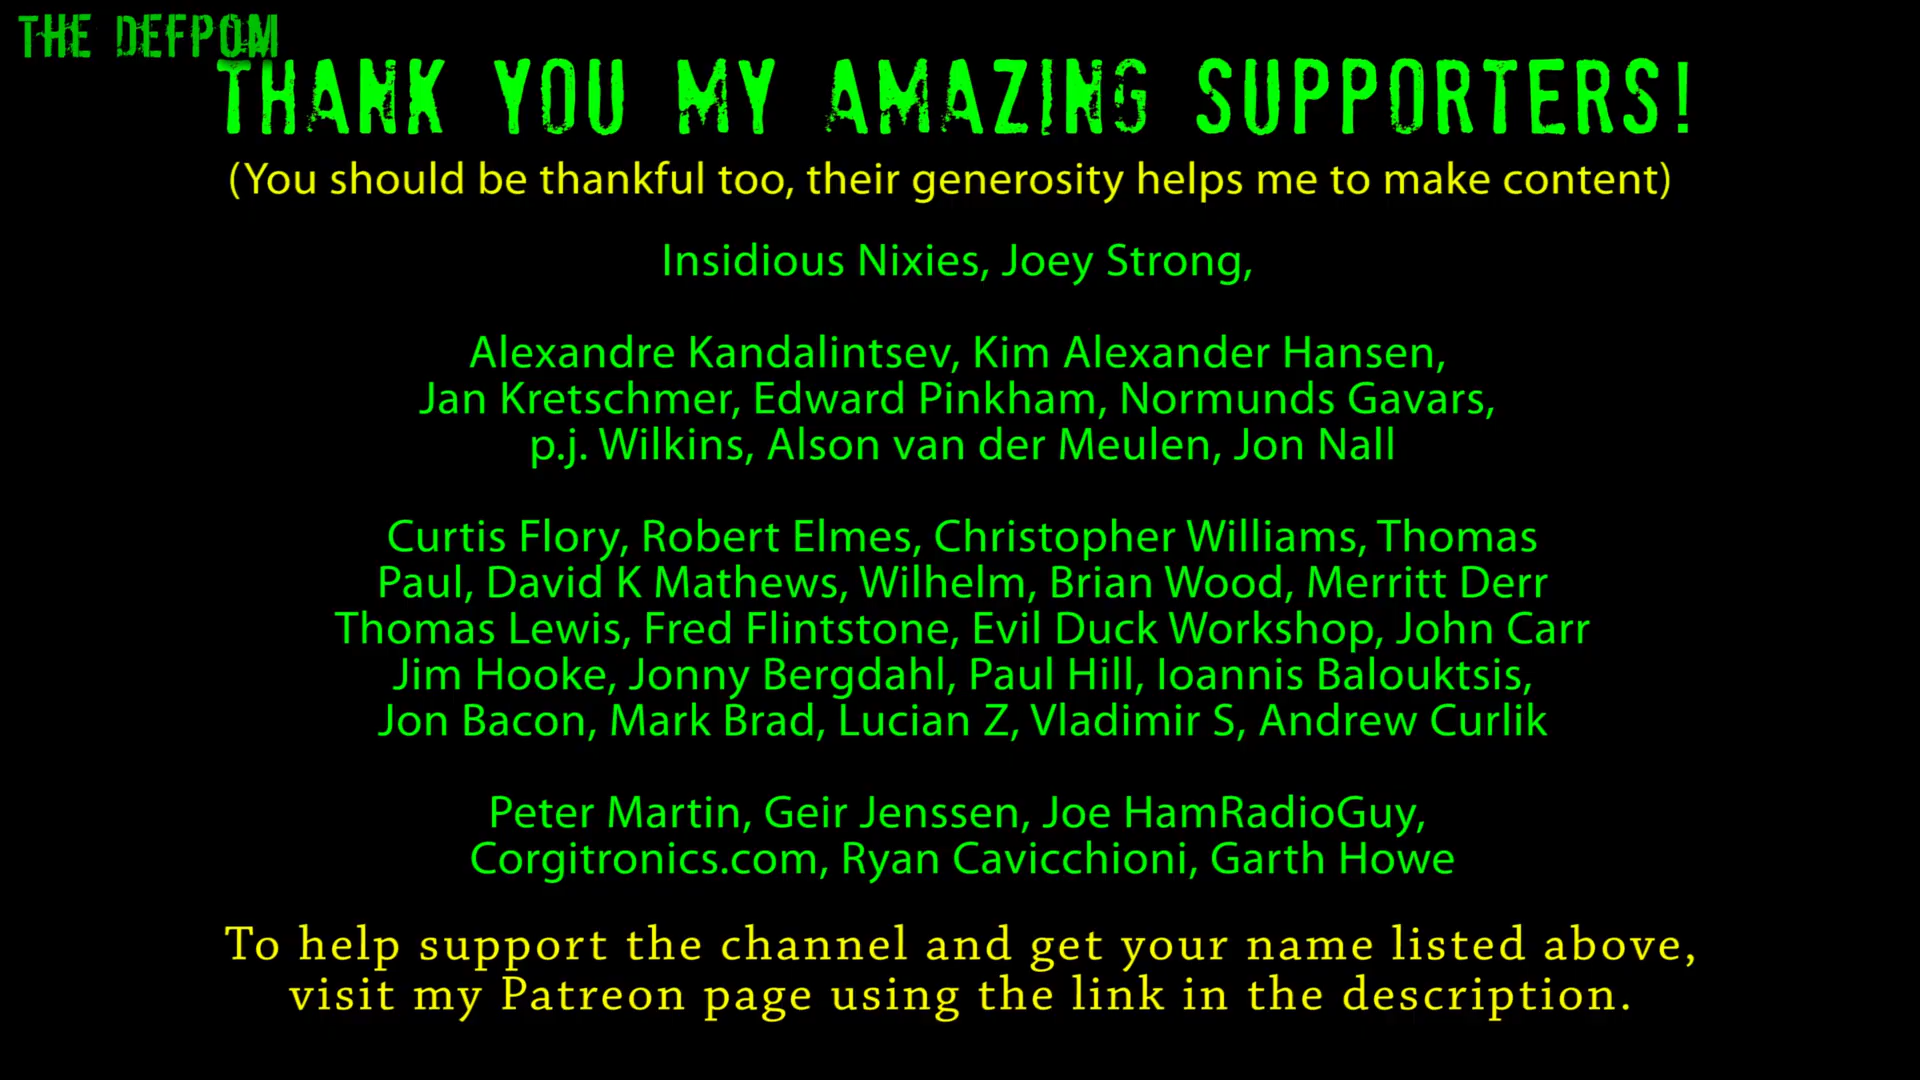 THE DEFPOM
THANK YOU MY AMAZING SUPPORTERS!
(You should be thankful too, their generosity helps me to make content)
Insidious Nixies, Joey Strong,
Alexandre Kandalintsev, Kim Alexander Hansen,
Jan Kretschmer, Edward Pinkham, Normunds Gavars,
p.j. Wilkins, Alson van der Meulen, Jon Nall
Curtis Flory, Robert Elmes, Christopher Williams, Thomas
Paul, David K Mathews, Wilhelm, Brian Wood, Merritt Derr
Thomas Lewis, Fred Flintstone, Evil Duck Workshop, John Carr
Jim Hooke, Jonny Bergdahl, Paul Hill, Ioannis Balouktsis,
Jon Bacon, Mark Brad, Lucian Z, Vladimir S, Andrew Curlik
Peter Martin, Geir Jenssen, Joe HamRadioGuy,
Corgitronics.com, Ryan Cavicchioni, Garth Howe
To help support the channel and get your name listed above,
visit my Patreon page using the link in the description.